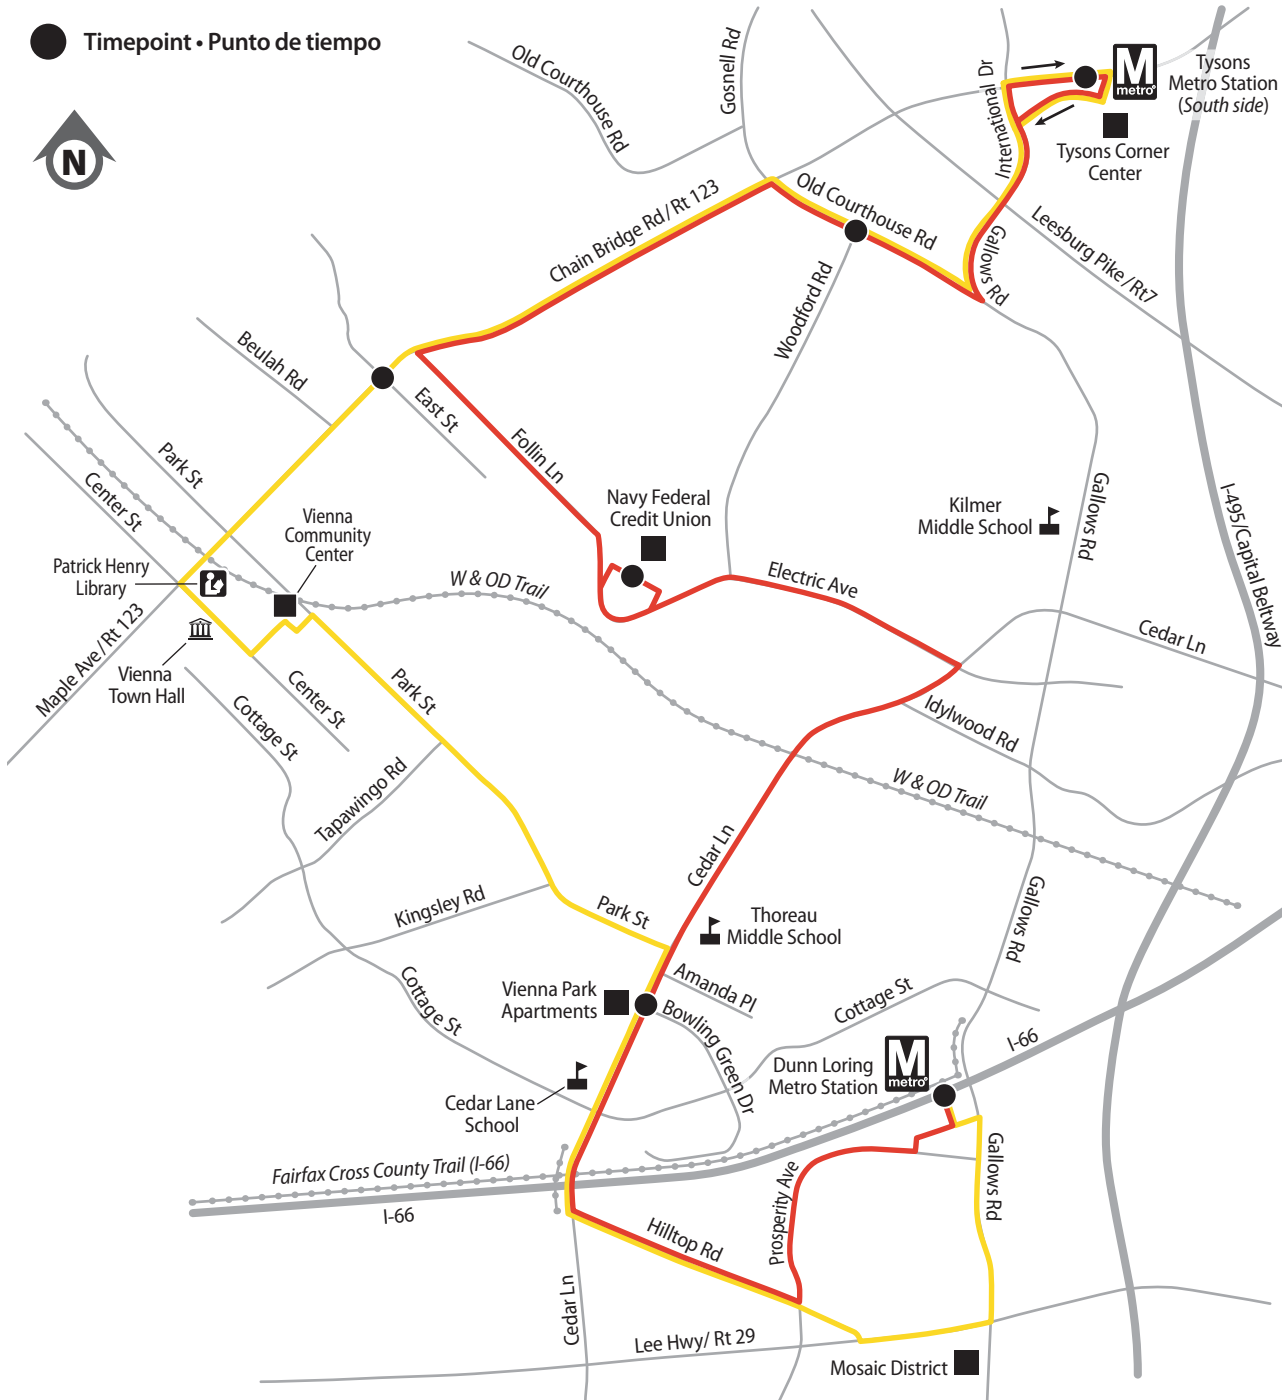 Timepoint • Punto de tiempo
N
Old Courthouse Rd
Gosnell Rd
International Dr
M
metro
Tysons
Metro Station
(South side)
Tysons Corner
Center
Chain Bridge Rd / Rt 123
Old Courthouse Rd
Gallows Rd
Leesburg Pike / Rt7
Woodford Rd
Beulah Rd
East St
Follin Ln
Park St
Center St
Navy Federal
Credit Union
Kilmer
Middle School
Gallows Rd
I-495/Capital Beltway
Vienna
Community
Center
Patrick Henry
Library
W & OD Trail
Electric Ave
Cedar Ln
Maple Ave / Rt 123
Vienna
Town Hall
Center St
Park St
Cottage St
Idylwood Rd
Tapawingo Rd
W & OD Trail
Cedar Ln
Kingsley Rd
Park St
Thoreau
Middle School
Gallows Rd
Amanda Pl
Vienna Park
Apartments
Bowling Green Dr
Cottage St
Cottage St
I-66
Dunn Loring
Metro Station
M
metro
Cedar Lane
School
Fairfax Cross County Trail (I-66)
I-66
Gallows Rd
Prosperity Ave
Hilltop Rd
Cedar Ln
Lee Hwy/ Rt 29
Mosaic District